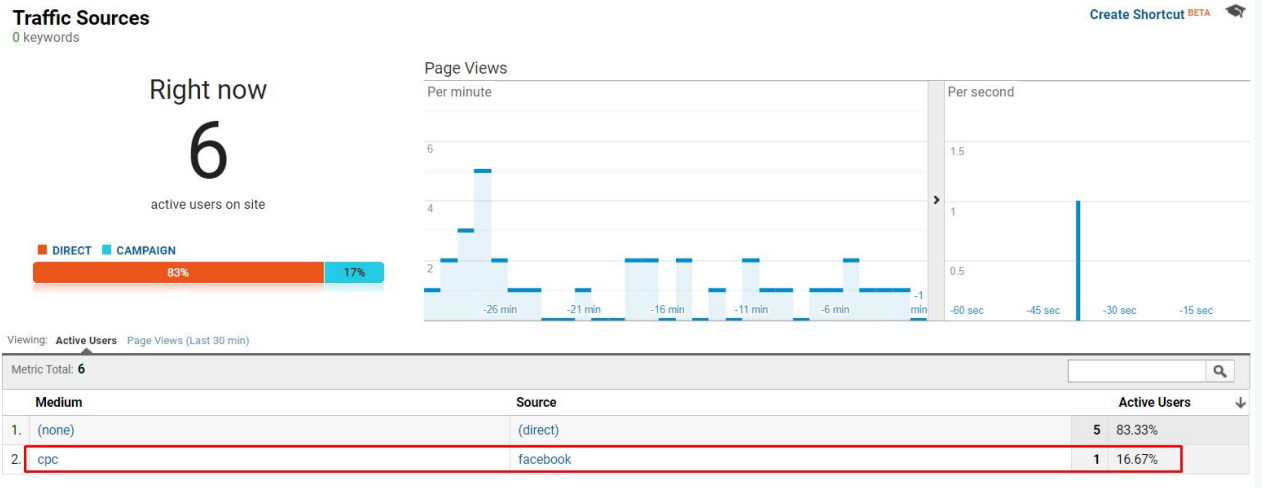 Traffic Sources
Create Shortcut BETA
0 keywords
Right now
6
active users on site
DIRECT CAMPAIGN
83% 17%
Page Views
Per minute
6
4
2
-26 min -21 min -16 min -11 min -6 min -1 min
Per second
1.5
1
0.5
-60 sec -45 sec -30 sec -15 sec
Viewing: Active Users Page Views (Last 30 min)
Metric Total: 6
Medium Source Active Users
1. (none) (direct) 5 83.33%
2. cpc facebook 1 16.67%